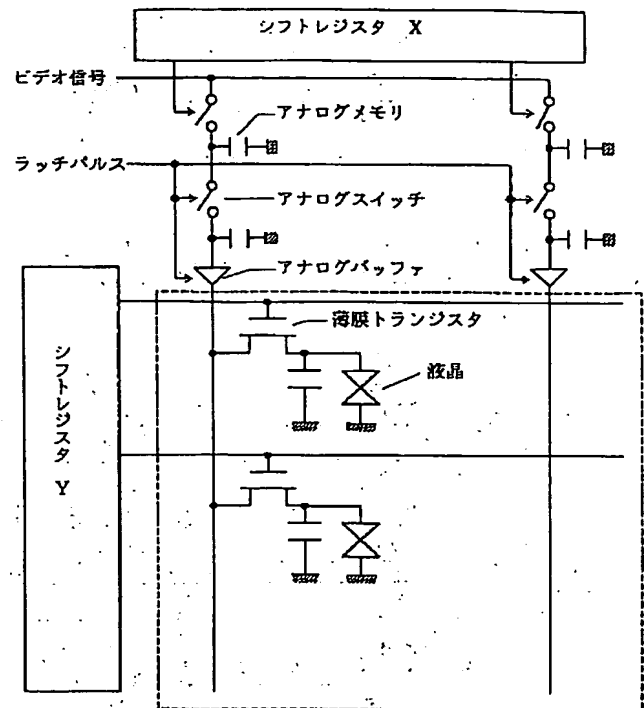 シフトレジスタ X
ビデオ信号
アナログメモリ
ラッチパルス
アナログスイッチ
アナログバッファ
薄膜トランジスタ
液晶
シフトレジスタ Y